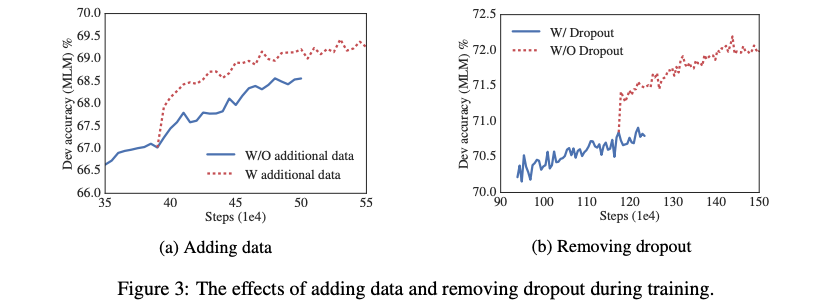 70.0
69.5
69.0
68.5
68.0
67.5
67.0
66.5
66.0
Dev accuracy (MLM) %
W/O additional data
W additional data
35 40 45 50 55
Steps (1e4)
(a) Adding data
72.5
72.0
71.5
71.0
70.5
70.0
Dev accuracy (MLM) %
W/ Dropout
W/O Dropout
90 100 110 120 130 140 150
Steps (1e4)
(b) Removing dropout
Figure 3: The effects of adding data and removing dropout during training.